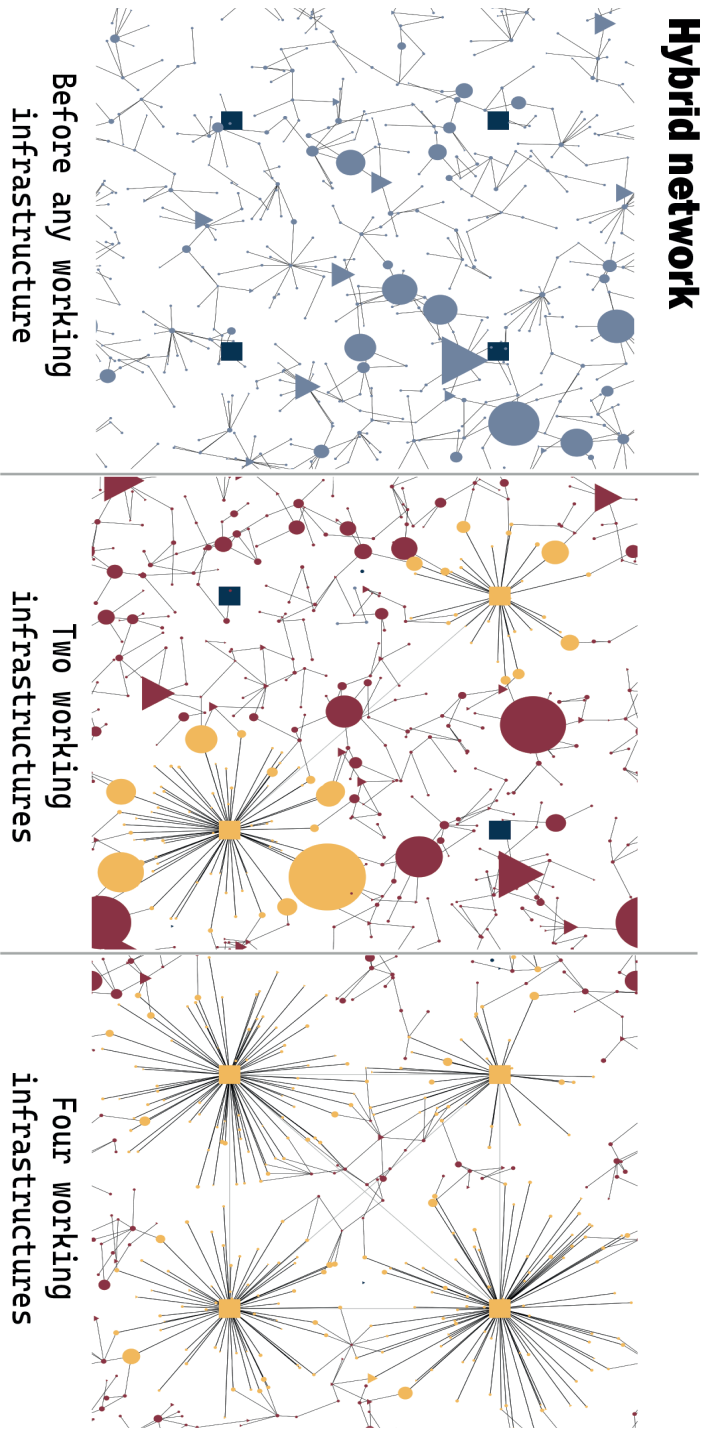 Hybrid network
Before any working
infrastructure
Two working
infrastructures
Four working
infrastructures